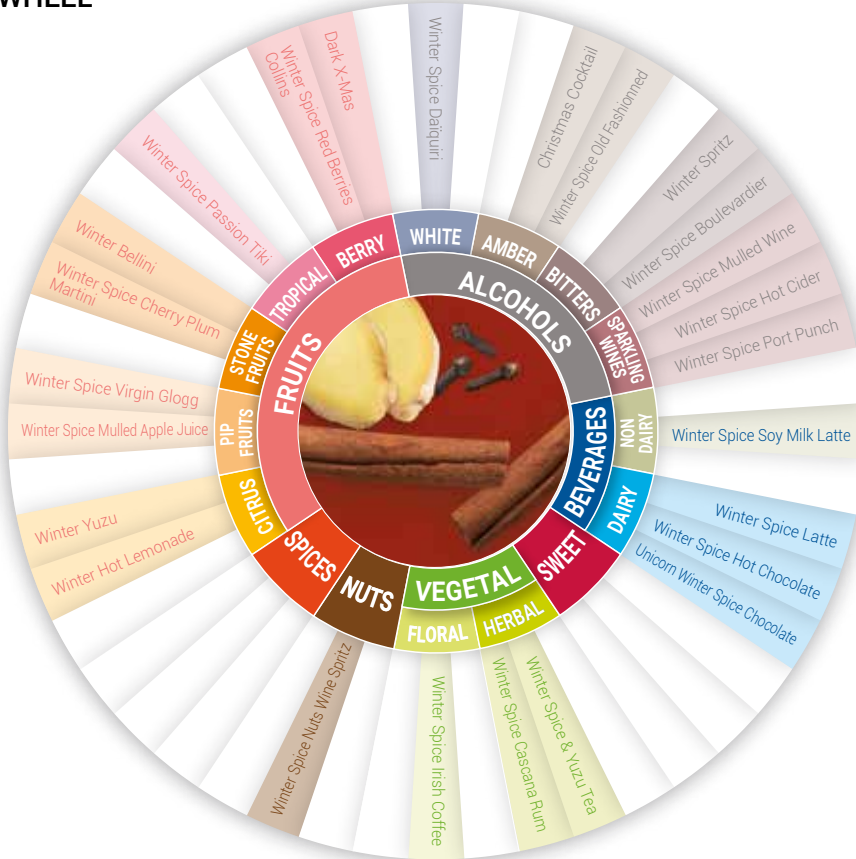 WHEEL
Winter Spice Daïquiri
Christmas Cocktail
Winter Spice Old Fashionned
Winter Spritz
Winter Spice Boulevardier
Winter Spice Mulled Wine
Winter Spice Hot Cider
Winter Spice Port Punch
Winter Spice Soy Milk Latte
Winter Spice Latte
Winter Spice Hot Chocolate
Unicorn Winter Spice Chocolate
Winter Spice & Yuzu Tea
Winter Spice Cascana Rum
Winter Spice Irish Coffee
Winter Spice Nuts Wine Spritz
Winter Hot Lemonade
Winter Yuzu
Winter Spice Mulled Apple Juice
Winter Spice Virgin Glogg
Winter Spice Cherry Plum
Martini
Winter Bellini
Winter Spice Passion Tiki
Winter Spice Red Berries
Collins
Dark X-Mas
WHITE
AMBER
BITTERS
SPARKLING
WINES
NON
DAIRY
DAIRY
SWEET
HERBAL
FLORAL
NUTS
SPICES
CITRUS
PIP
FRUITS
STONE
FRUITS
TROPICAL
BERRY
ALCOHOLS
BEVERAGES
VEGETAL
FRUITS